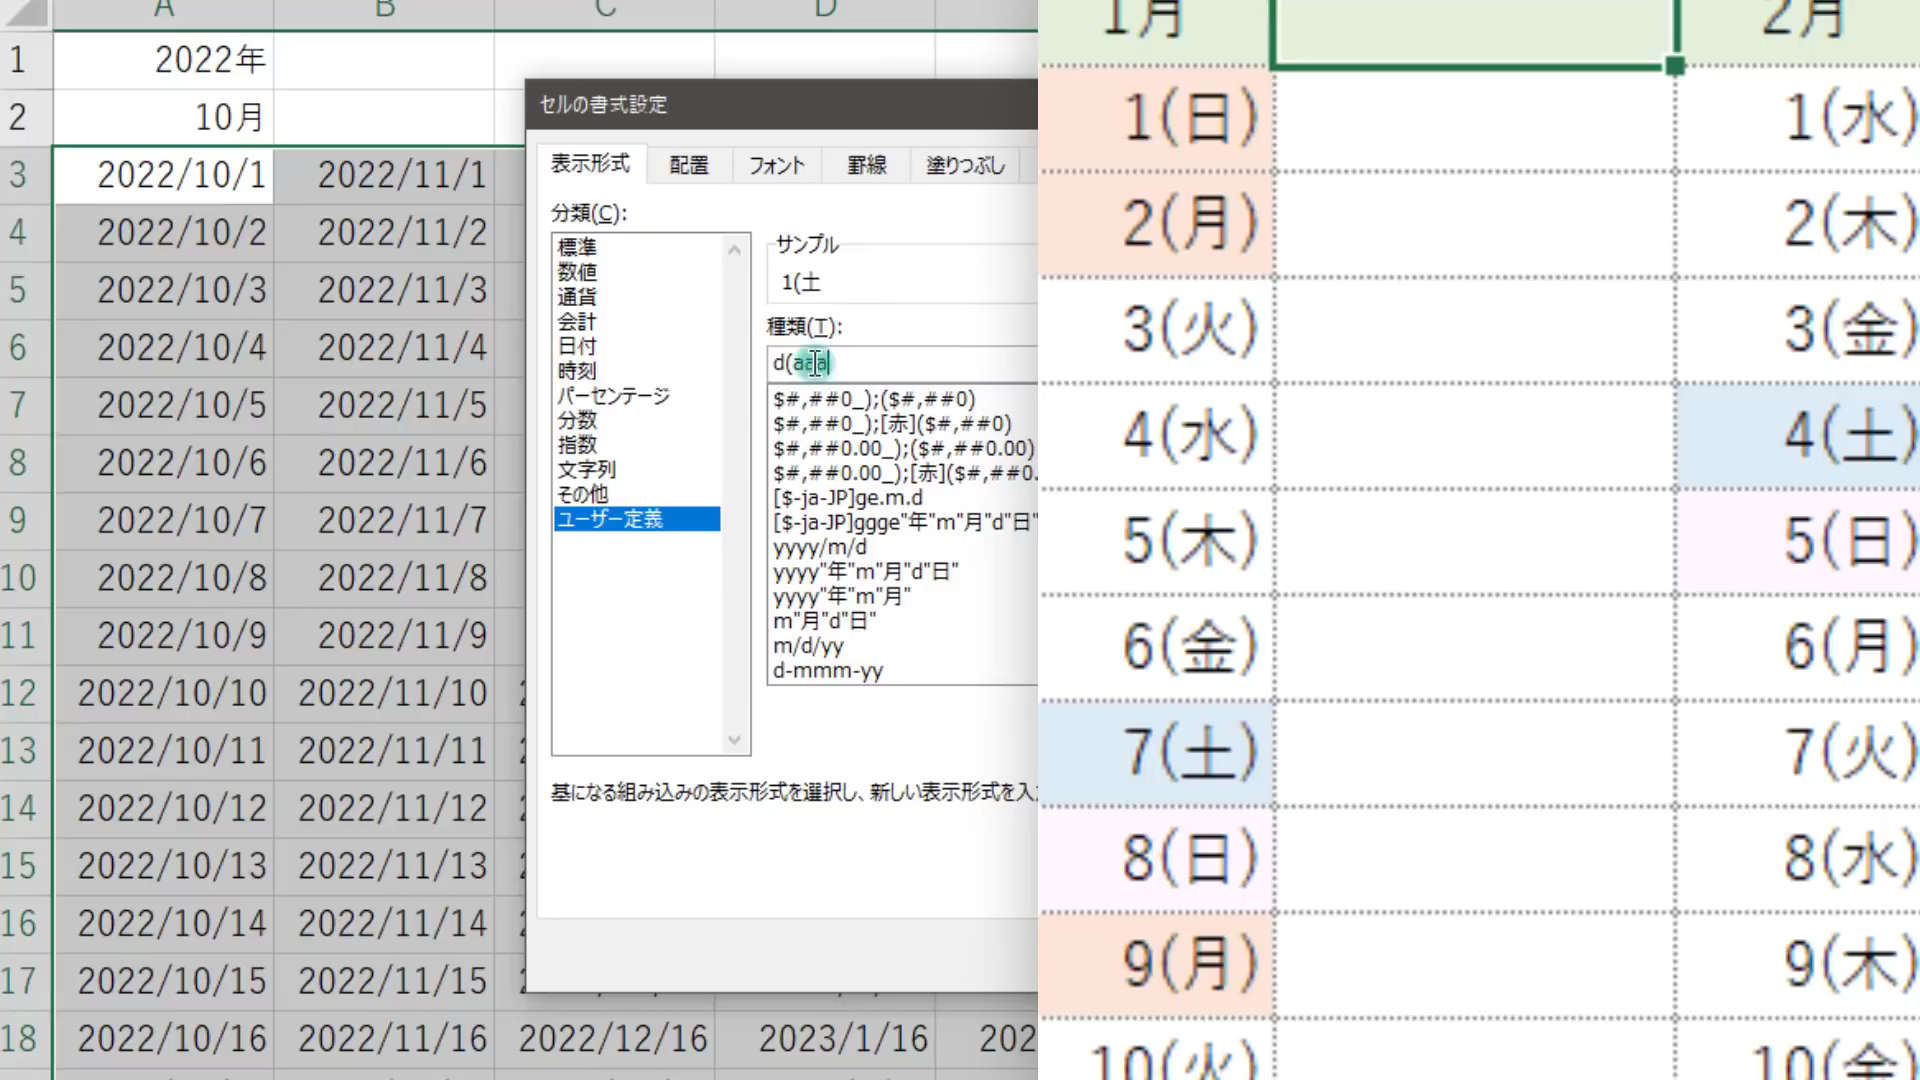 A B C D
1 2022年
2 10月
3 2022/10/1 2022/11/1
4 2022/10/2 2022/11/2
5 2022/10/3 2022/11/3
6 2022/10/4 2022/11/4
7 2022/10/5 2022/11/5
8 2022/10/6 2022/11/6
9 2022/10/7 2022/11/7
10 2022/10/8 2022/11/8
11 2022/10/9 2022/11/9
12 2022/10/10 2022/11/10
13 2022/10/11 2022/11/11
14 2022/10/12 2022/11/12
15 2022/10/13 2022/11/13
16 2022/10/14 2022/11/14
17 2022/10/15 2022/11/15
18 2022/10/16 2022/11/16 2022/12/16 2023/1/16 202
セルの書式設定
表示形式 配置 フォント 罫線 塗りつぶし
分類(C):
標準
数値
通貨
会計
日付
時刻
パーセンテージ
分数
指数
文字列
その他
ユーザー定義
サンプル
1(土
種類(T):
d(aaa
$#,##0_);($#,##0)
$#,##0_);[赤]($#,##0)
$#,##0.00_);($#,##0.00)
$#,##0.00_);[赤]($#,##0.
[$-ja-JP]ge.m.d
[$-ja-JP]ggge"年"m"月"d"日"
yyyy/m/d
yyyy"年"m"月"d"日"
yyyy"年"m"月"
m"月"d"日"
m/d/yy
d-mmm-yy
基になる組み込みの表示形式を選択し、新しい表示形式を入
1月 2月
1(日) 1(水)
2(月) 2(木)
3(火) 3(金)
4(水) 4(土)
5(木) 5(日)
6(金) 6(月)
7(土) 7(火)
8(日) 8(水)
9(月) 9(木)
10(火) 10(金)